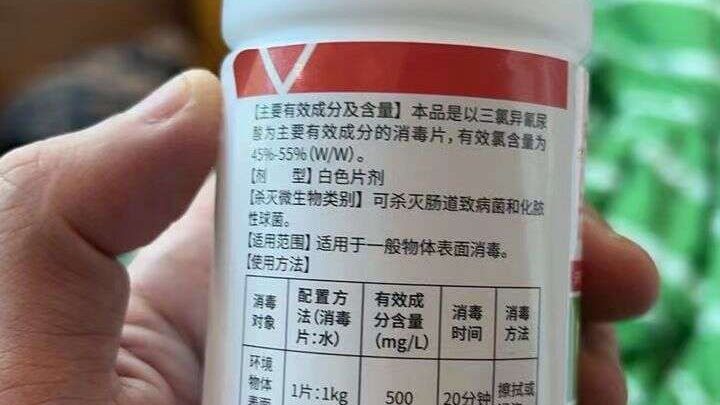 【主要有效成分及含量】本品是以三氯异氰尿
酸为主要有效成分的消毒片，有效氯含量为
45%-55%(W/W)。
【剂　型】白色片剂
【杀灭微生物类别】可杀灭肠道致病菌和化脓
性球菌。
【适用范围】适用于一般物体表面消毒。
【使用方法】
消毒对象 配置方法(消毒片:水) 有效成分含量(mg/L) 消毒时间 消毒方法
环境物体表面 1片:1kg 500 20分钟 擦拭或